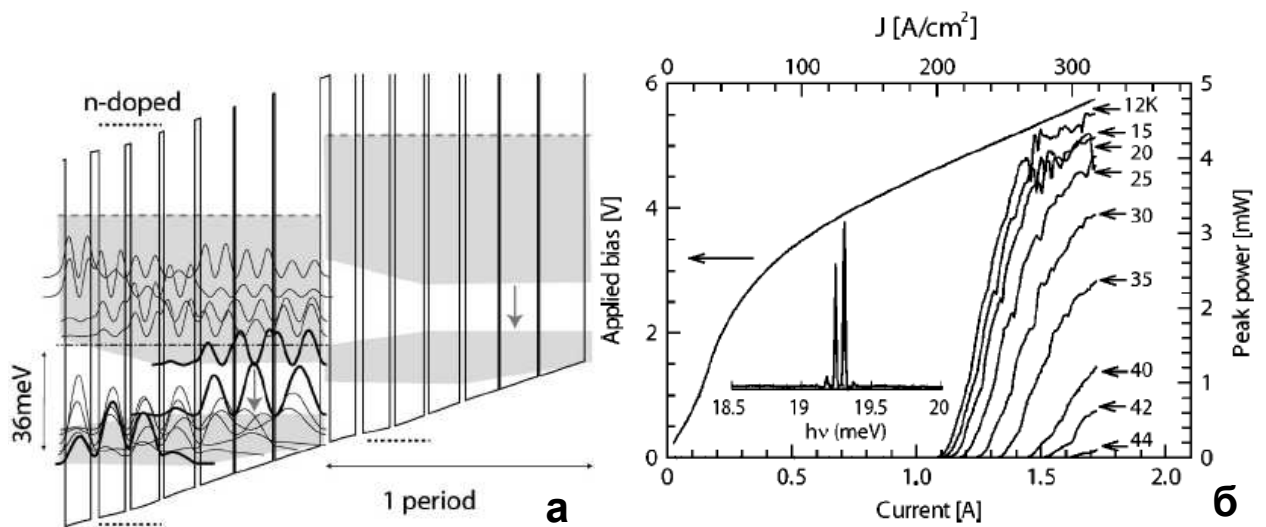 n-doped
36meV
1 period
а
J [A/cm²]
0 100 200 300
Applied bias [V]
6
4
2
0
Peak power [mW]
5
4
3
2
1
0
12K
15
20
25
30
35
40
42
44
18.5 19 19.5 20
hν (meV)
0.0 0.5 1.0 1.5 2.0
Current [A]
б